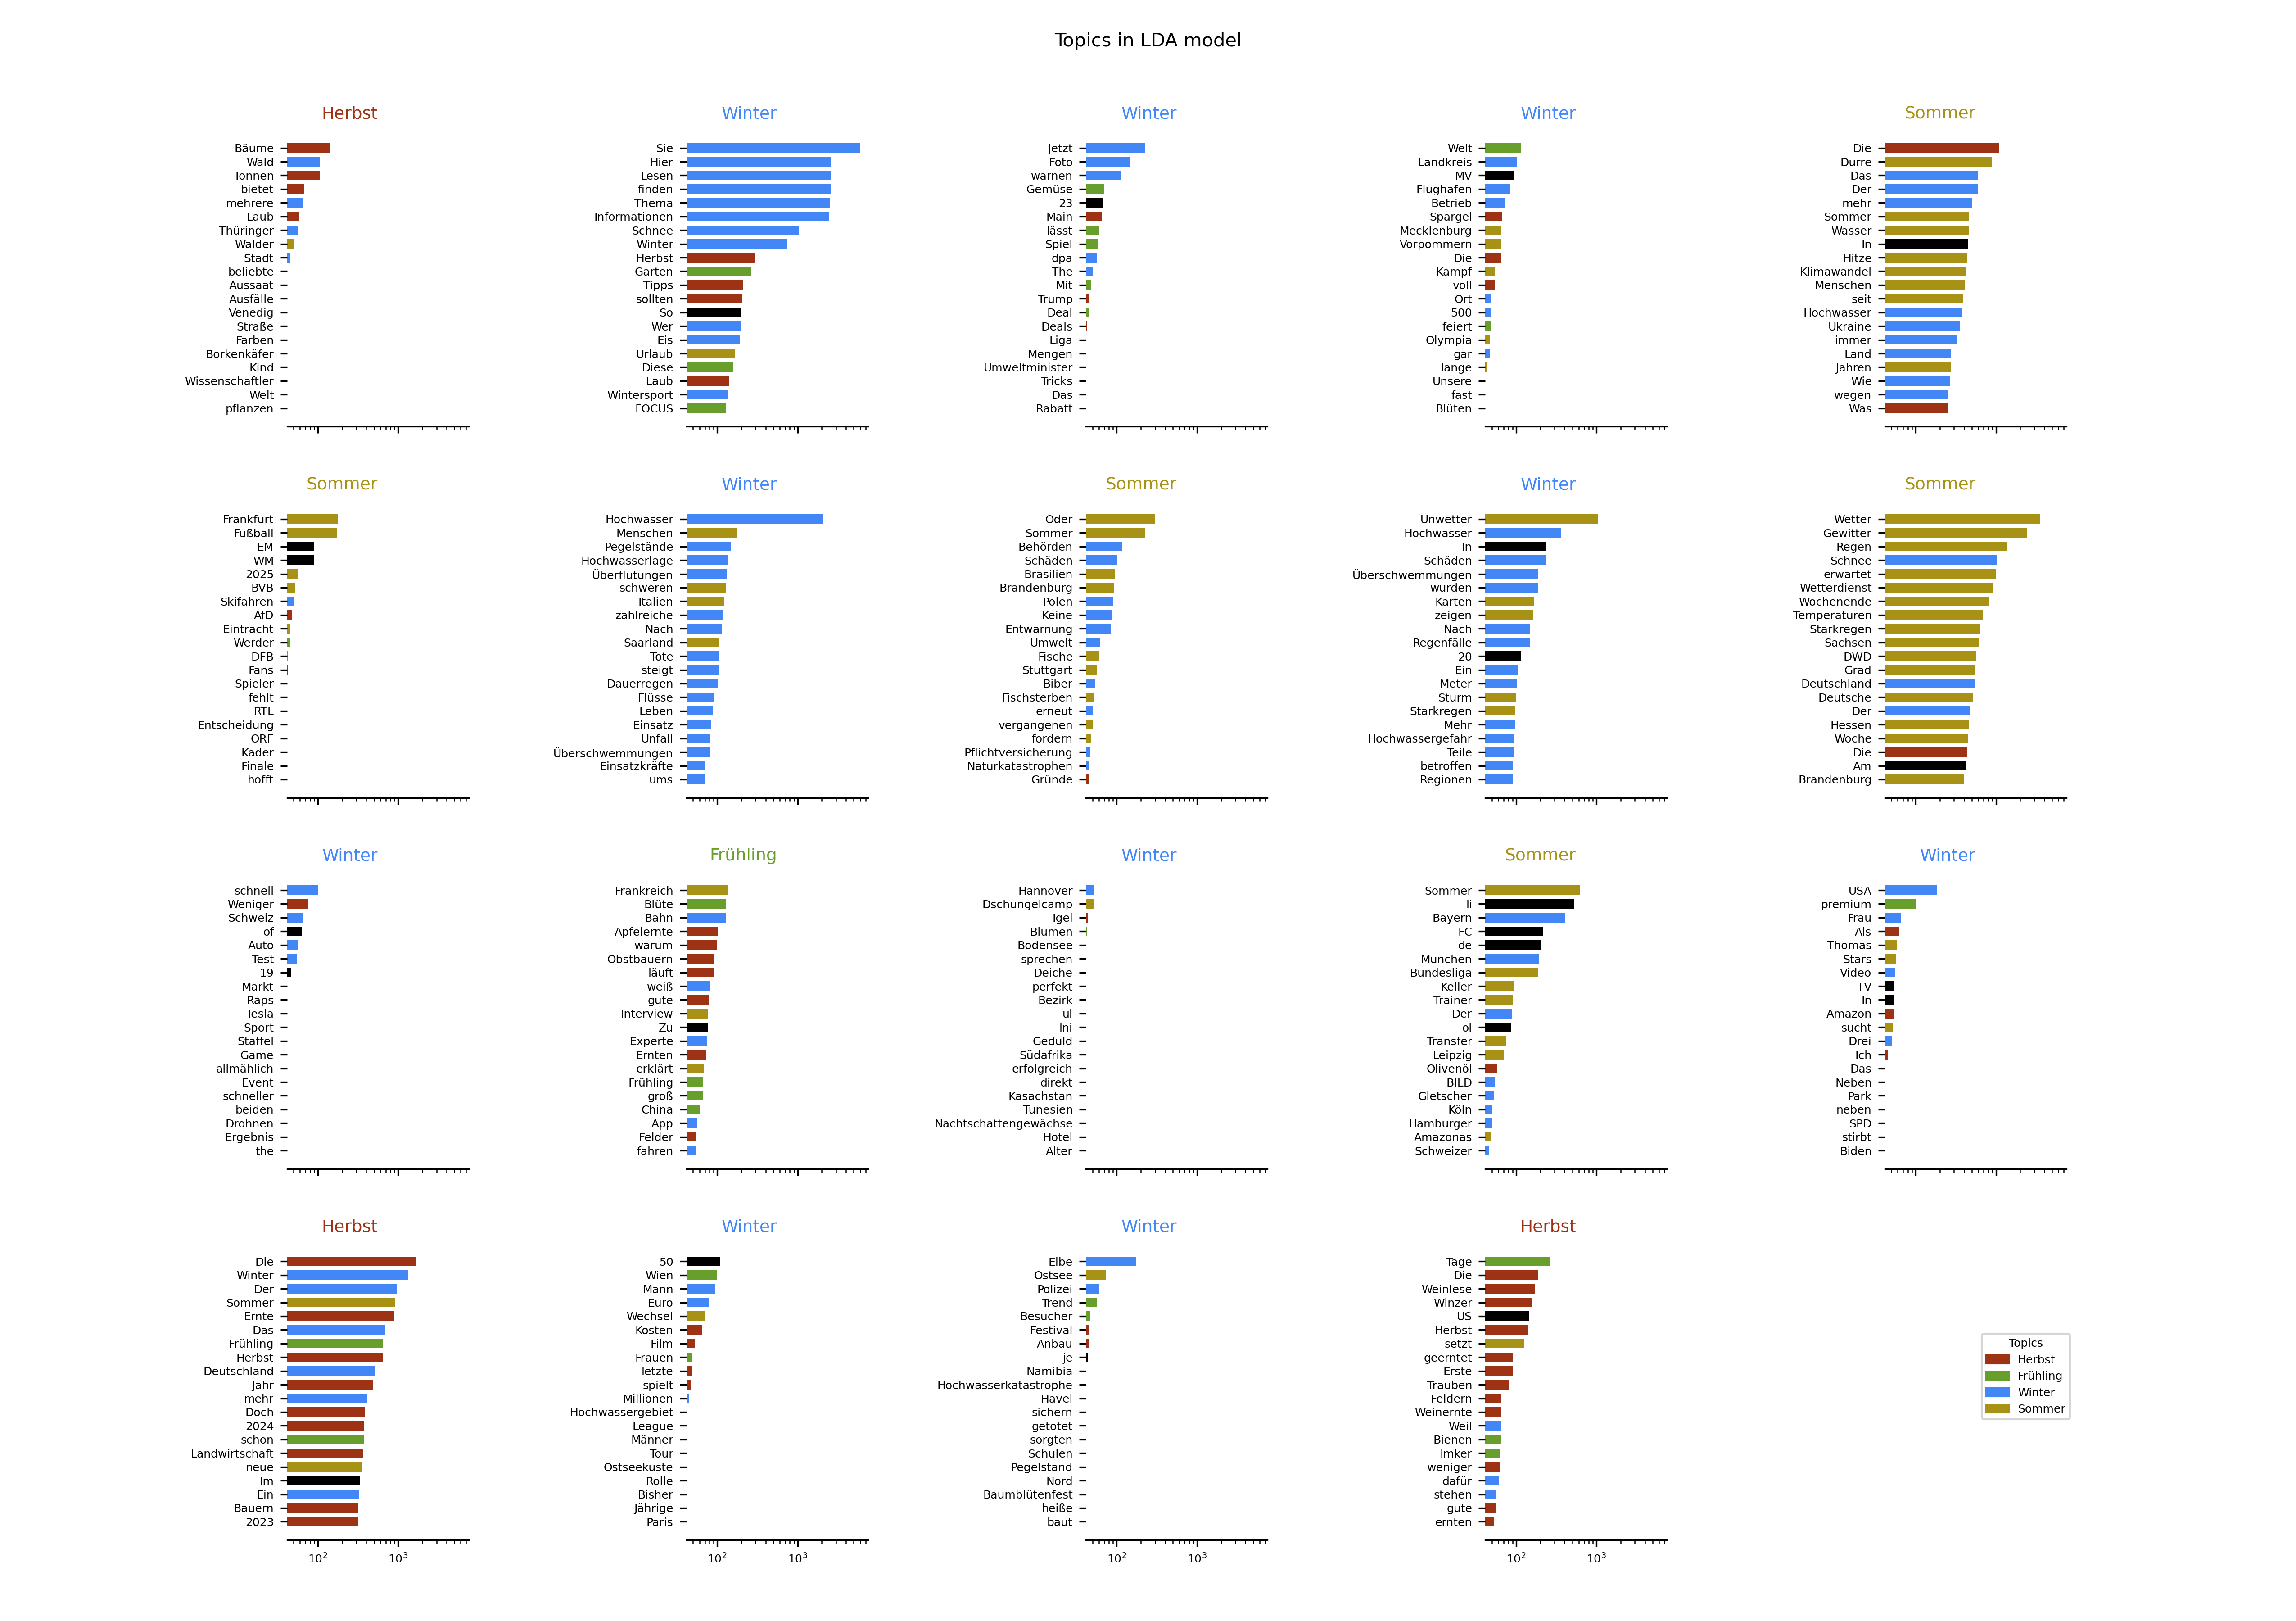 Topics in LDA model
Herbst
Bäume
Wald
Tonnen
bietet
mehrere
Laub
Thüringer
Wälder
Stadt
beliebte
Aussaat
Ausfälle
Venedig
Straße
Farben
Borkenkäfer
Kind
Wissenschaftler
Welt
pflanzen
Winter
Sie
Hier
Lesen
finden
Thema
Informationen
Schnee
Winter
Herbst
Garten
Tipps
sollten
So
Wer
Eis
Urlaub
Diese
Laub
Wintersport
FOCUS
Winter
Jetzt
Foto
warnen
Gemüse
23
Main
lässt
Spiel
dpa
The
Mit
Trump
Deal
Deals
Liga
Mengen
Umweltminister
Tricks
Das
Rabatt
Winter
Welt
Landkreis
MV
Flughafen
Betrieb
Spargel
Mecklenburg
Vorpommern
Die
Kampf
voll
Ort
500
feiert
Olympia
gar
lange
Unsere
fast
Blüten
Sommer
Die
Dürre
Das
Der
mehr
Sommer
Wasser
In
Hitze
Klimawandel
Menschen
seit
Hochwasser
Ukraine
immer
Land
Jahren
Wie
wegen
Was
Sommer
Frankfurt
Fußball
EM
WM
2025
BVB
Skifahren
AfD
Eintracht
Werder
DFB
Fans
Spieler
fehlt
RTL
Entscheidung
ORF
Kader
Finale
hofft
Winter
Hochwasser
Menschen
Pegelstände
Hochwasserlage
Überflutungen
schweren
Italien
zahlreiche
Nach
Saarland
Tote
steigt
Dauerregen
Flüsse
Leben
Einsatz
Unfall
Überschwemmungen
Einsatzkräfte
ums
Sommer
Oder
Sommer
Behörden
Schäden
Brasilien
Brandenburg
Polen
Keine
Entwarnung
Umwelt
Fische
Stuttgart
Biber
Fischsterben
erneut
vergangenen
fordern
Pflichtversicherung
Naturkatastrophen
Gründe
Winter
Unwetter
Hochwasser
In
Schäden
Überschwemmungen
wurden
Karten
zeigen
Nach
Regenfälle
20
Ein
Meter
Sturm
Starkregen
Mehr
Hochwassergefahr
Teile
betroffen
Regionen
Sommer
Wetter
Gewitter
Regen
Schnee
erwartet
Wetterdienst
Wochenende
Temperaturen
Starkregen
Sachsen
DWD
Grad
Deutschland
Deutsche
Der
Hessen
Woche
Die
Am
Brandenburg
Winter
schnell
Weniger
Schweiz
of
Auto
Test
19
Markt
Raps
Tesla
Sport
Staffel
Game
allmählich
Event
schneller
beiden
Drohnen
Ergebnis
the
Frühling
Frankreich
Blüte
Bahn
Apfelernte
warum
Obstbauern
läuft
weiß
gute
Interview
Zu
Experte
Ernten
erklärt
Frühling
groß
China
App
Felder
fahren
Winter
Hannover
Dschungelcamp
Igel
Blumen
Bodensee
sprechen
Deiche
perfekt
Bezirk
ul
Ini
Geduld
Südafrika
erfolgreich
direkt
Kasachstan
Tunesien
Nachtschattengewächse
Hotel
Alter
Sommer
Sommer
li
Bayern
FC
de
München
Bundesliga
Keller
Trainer
Der
ol
Transfer
Leipzig
Olivenöl
BILD
Gletscher
Köln
Hamburger
Amazonas
Schweizer
Winter
USA
premium
Frau
Als
Thomas
Stars
Video
TV
In
Amazon
sucht
Drei
Ich
Das
Neben
Park
neben
SPD
stirbt
Biden
Herbst
Die
Winter
Der
Sommer
Ernte
Das
Frühling
Herbst
Deutschland
Jahr
mehr
Doch
2024
schon
Landwirtschaft
neue
Im
Ein
Bauern
2023
10²
10³
Winter
50
Wien
Mann
Euro
Wechsel
Kosten
Film
Frauen
letzte
spielt
Millionen
Hochwassergebiet
League
Männer
Tour
Ostseeküste
Rolle
Bisher
Jährige
Paris
10²
10³
Winter
Elbe
Ostsee
Polizei
Trend
Besucher
Festival
Anbau
je
Namibia
Hochwasserkatastrophe
Havel
sichern
getötet
sorgten
Schulen
Pegelstand
Nord
Baumblütenfest
heiße
baut
10²
10³
Herbst
Tage
Die
Weinlese
Winzer
US
Herbst
setzt
geerntet
Erste
Trauben
Feldern
Weinernte
Weil
Bienen
Imker
weniger
dafür
stehen
gute
ernten
10²
10³
Topics
Herbst
Frühling
Winter
Sommer